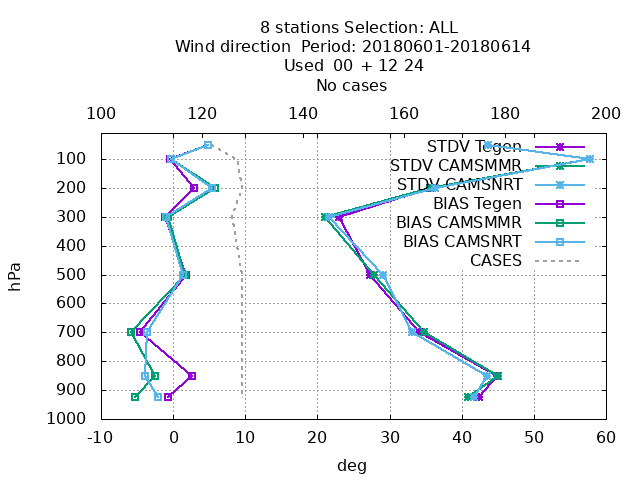 8 stations Selection: ALL
Wind direction  Period: 20180601-20180614
Used  00 + 12 24
No cases
100 120 140 160 180 200
STDV Tegen
STDV CAMSMMR
STDV CAMSNRT
BIAS Tegen
BIAS CAMSMMR
BIAS CAMSNRT
CASES
hPa
100
200
300
400
500
600
700
800
900
1000
-10 0 10 20 30 40 50 60
deg